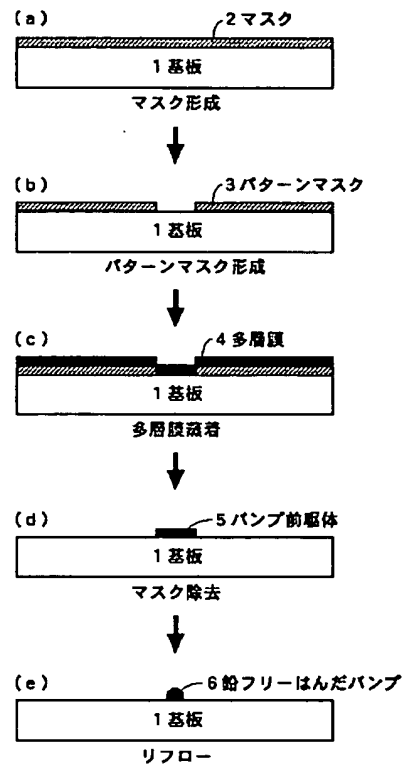 (a)
2マスク
1基板
マスク形成
(b)
3パターンマスク
1基板
パターンマスク形成
(c)
4多層膜
1基板
多層膜蒸着
(d)
5バンプ前駆体
1基板
マスク除去
(e)
6鉛フリーはんだバンプ
1基板
リフロー